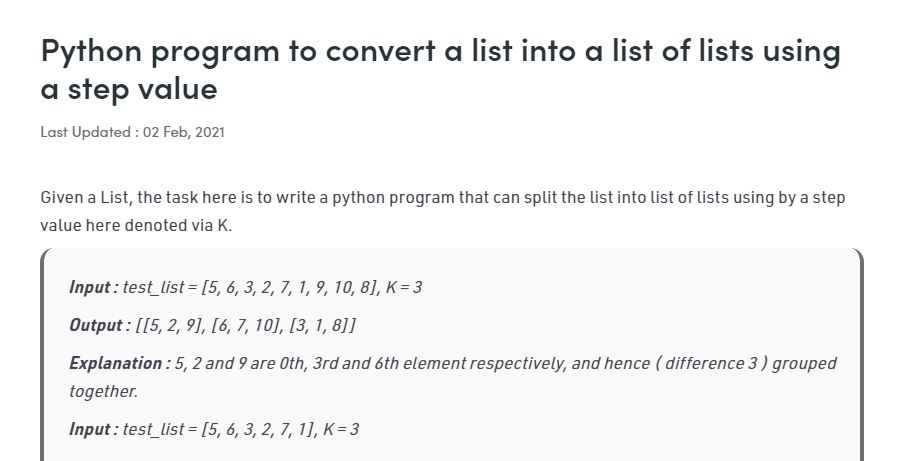 Python program to convert a list into a list of lists using
a step value
Last Updated : 02 Feb, 2021
Given a List, the task here is to write a python program that can split the list into list of lists using by a step
value here denoted via K.
Input : test_list = [5, 6, 3, 2, 7, 1, 9, 10, 8], K = 3
Output : [[5, 2, 9], [6, 7, 10], [3, 1, 8]]
Explanation : 5, 2 and 9 are 0th, 3rd and 6th element respectively, and hence ( difference 3 ) grouped
together.
Input : test_list = [5, 6, 3, 2, 7, 1], K = 3